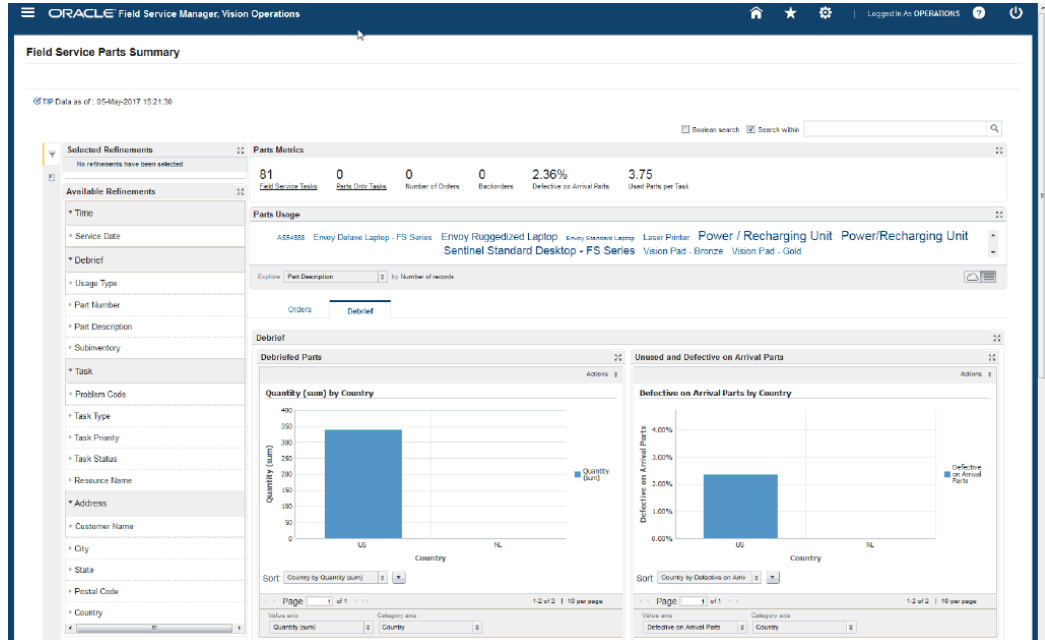 ORACLE Field Service Manager, Vision Operations
Logged In As OPERATIONS
?
Field Service Parts Summary
TIP Data as of : 05-May-2017 15:21:30
Boolean search
Search within
Selected Refinements
No refinements have been selected.
Available Refinements
Time
Service Date
Debrief
Usage Type
Part Number
Part Description
Subinventory
Task
Problem Code
Task Type
Task Priority
Task Status
Resource Name
Address
Customer Name
City
State
Postal Code
Country
Parts Metrics
81 0 0 0 2.36% 3.75
Field Service Tasks Parts Only Tasks Number of Orders Backorders Defective on Arrival Parts Used Parts per Task
Parts Usage
AS54888 Envoy Deluxe Laptop - FS Series Envoy Ruggedized Laptop Envoy Standard Laptop Laser Printer Power / Recharging Unit Power/Recharging Unit
Sentinel Standard Desktop - FS Series Vision Pad - Bronze Vision Pad - Gold
Explore Part Description by Number of records
Orders Debrief
Debrief
Debriefed Parts
Actions
Quantity (sum) by Country
Quantity (sum)
400
350
300
250
200
150
100
50
0
US NL
Country
Quantity (sum)
Sort: Country by Quantity (sum)
Page 1 of 1
1-2 of 2 | 10 per page
Value axis Category axis
Quantity (sum) Country
Unused and Defective on Arrival Parts
Actions
Defective on Arrival Parts by Country
Defective on Arrival Parts
4.00%
3.00%
2.00%
1.00%
0.00%
US NL
Country
Defective
on Arrival
Parts
Sort: Country by Defective on Arriv
Page 1 of 1
1-2 of 2 | 10 per page
Value axis Category axis
Defective on Arrival Parts Country